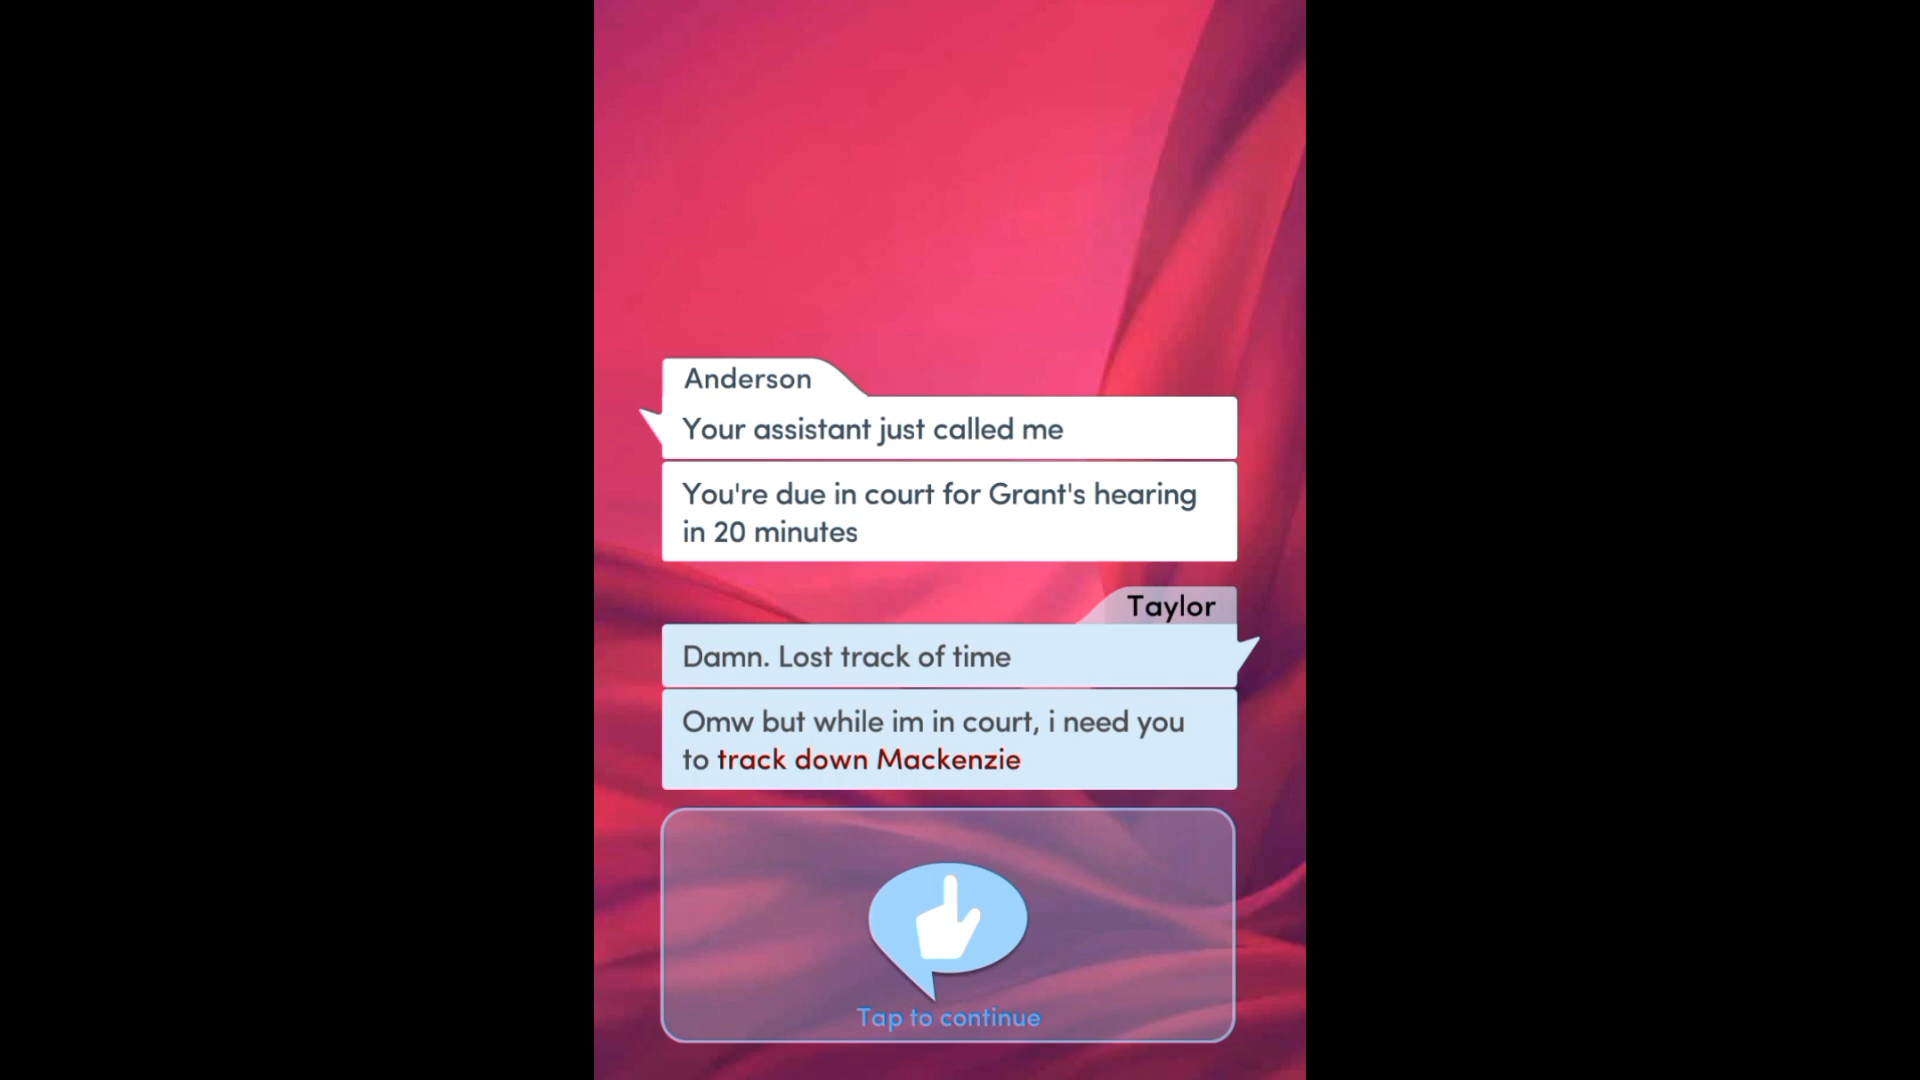 Anderson
Your assistant just called me
You're due in court for Grant's hearing
in 20 minutes
Taylor
Damn. Lost track of time
Omw but while im in court, i need you
to track down Mackenzie
Tap to continue